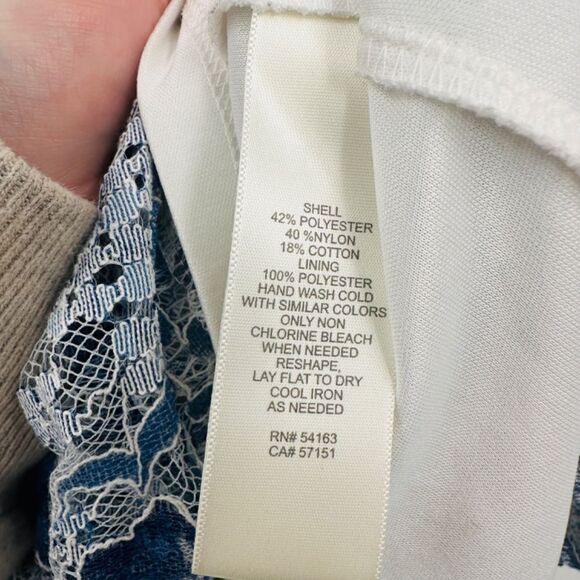 SHELL
42% POLYESTER
40 %NYLON
18% COTTON
LINING
100% POLYESTER
HAND WASH COLD
WITH SIMILAR COLORS
ONLY NON
CHLORINE BLEACH
WHEN NEEDED
RESHAPE,
LAY FLAT TO DRY
COOL IRON
AS NEEDED
RN# 54163
CA# 57151